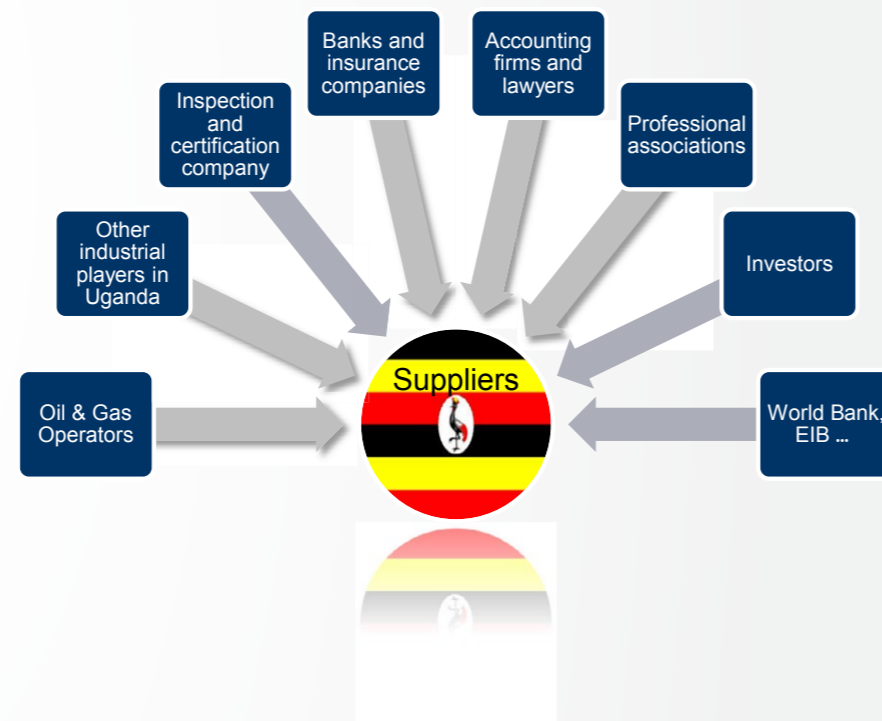 Banks and
insurance
companies
Accounting
firms and
lawyers
Inspection
and
certification
company
Professional
associations
Other
industrial
players in
Uganda
Investors
Suppliers
Oil & Gas
Operators
World Bank,
EIB ...